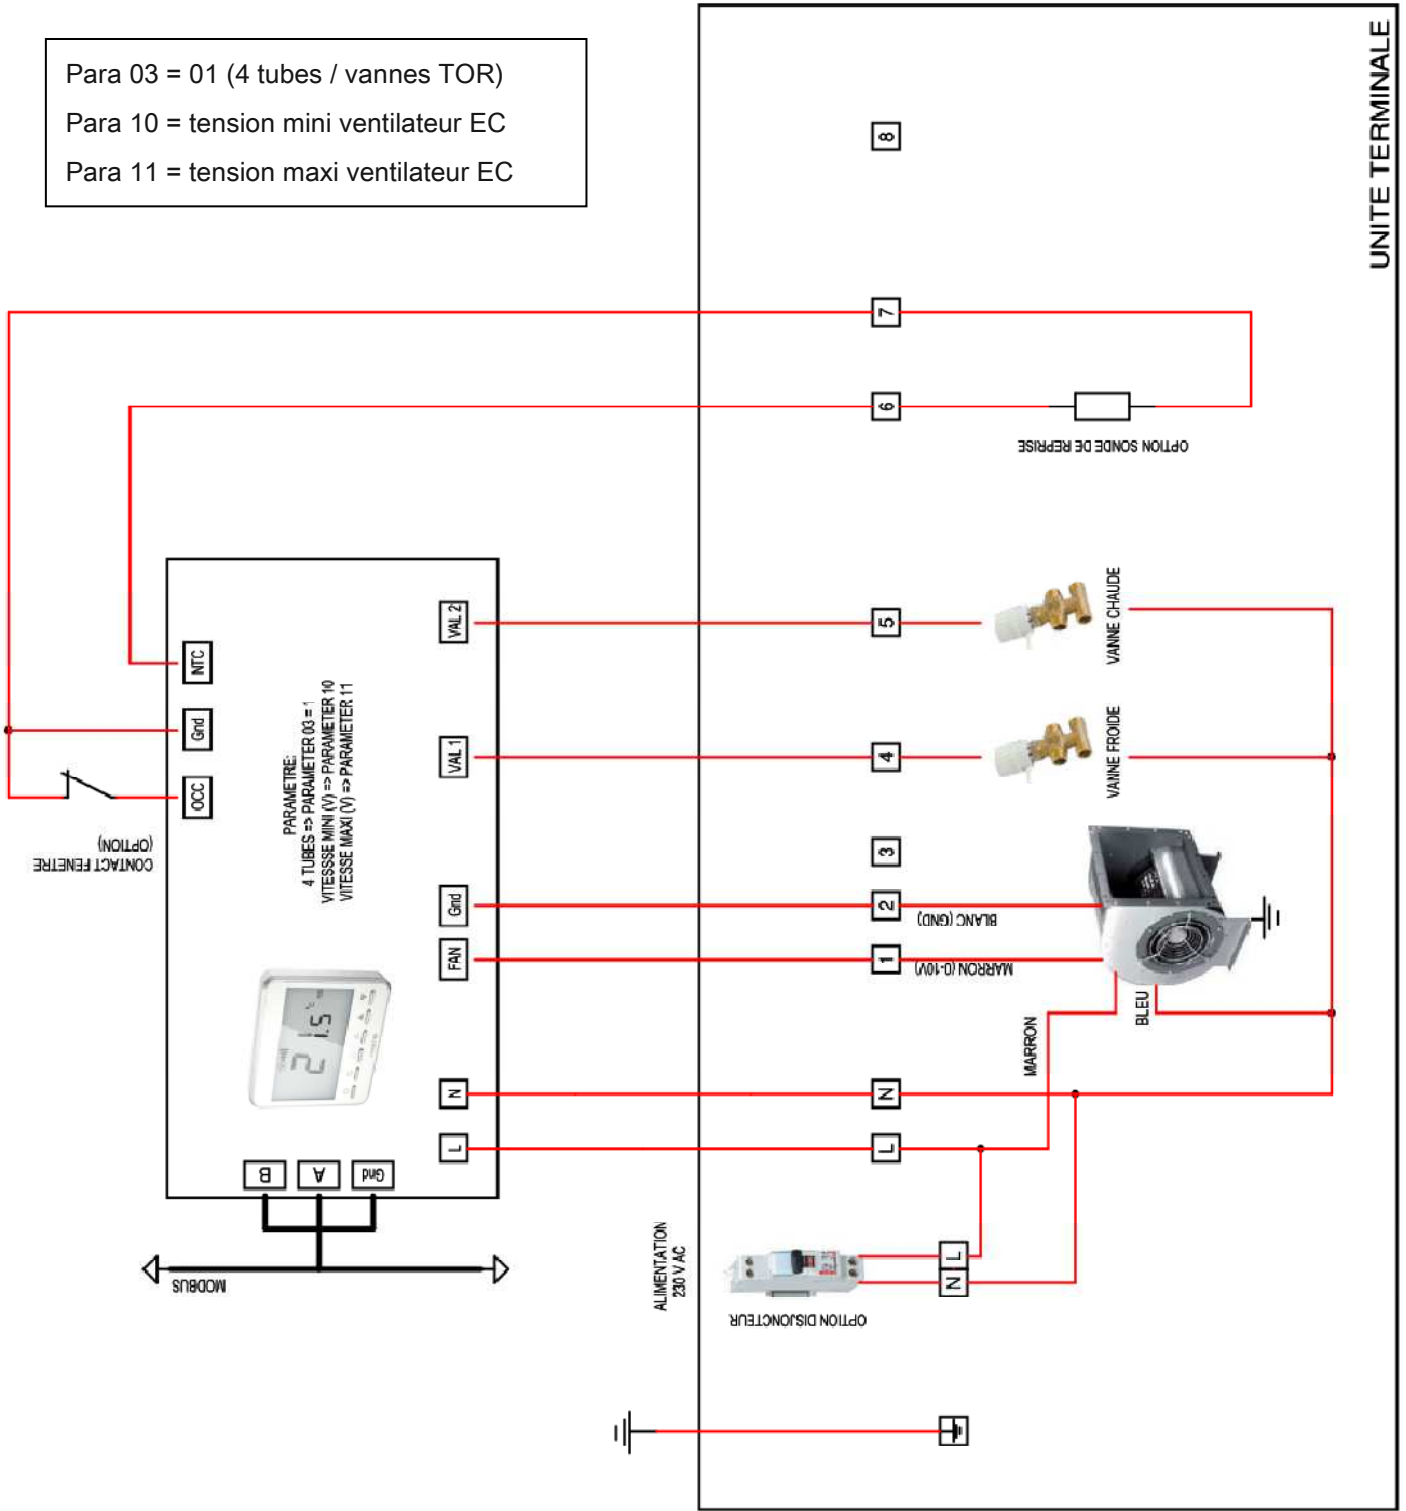 Para 03 = 01 (4 tubes / vannes TOR)
Para 10 = tension mini ventilateur EC
Para 11 = tension maxi ventilateur EC
UNITE TERMINALE
8
7
6
OPTION SONDE DE REPRISE
5
VANNE CHAUDE
4
VANNE FROIDE
3
2
BLANC (GND)
1
MARRON (0-10V)
MARRON
BLEU
N
L
L
N
OPTION DISJONCTEUR
ALIMENTATION
230 V AC
NTC
Gnd
OCC
CONTACT FENETRE
(OPTION)
PARAMETRE:
4 TUBES => PARAMETER 03 = 1
VITESSE MINI (V) => PARAMETER 10
VITESSE MAXI (V) => PARAMETER 11
VAL 2
VAL 1
Gnd
FAN
N
L
21.5
B
A
Gnd
MODBUS